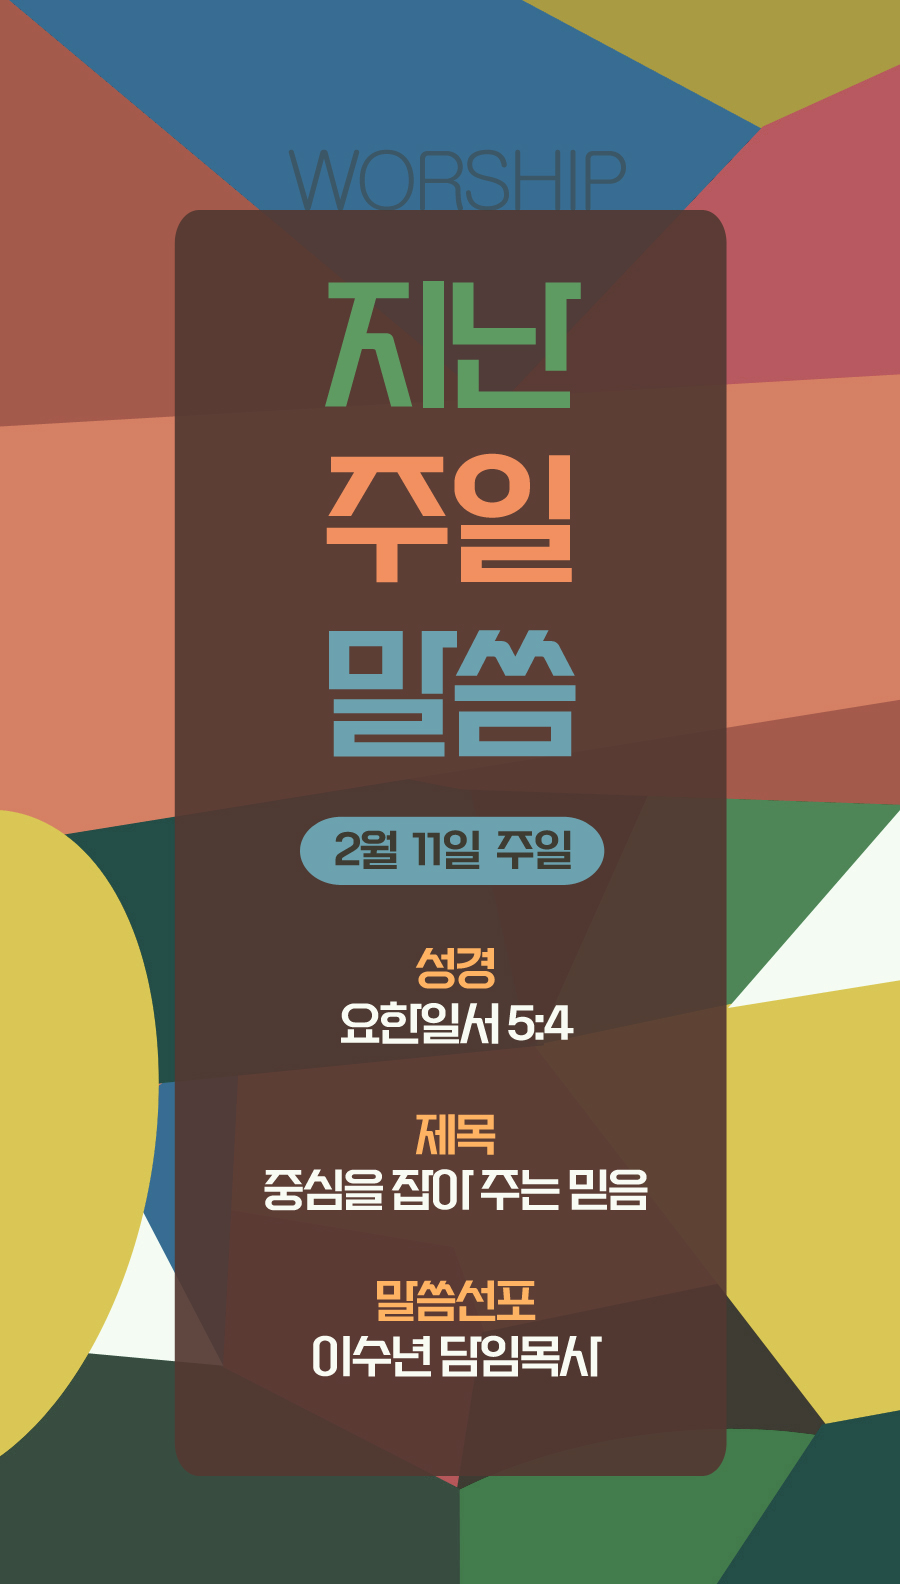 WORSHIP
지난
주일
말씀
2월 11일 주일
성경
요한일서 5:4
제목
중심을 잡아 주는 믿음
말씀선포
이수년 담임목사